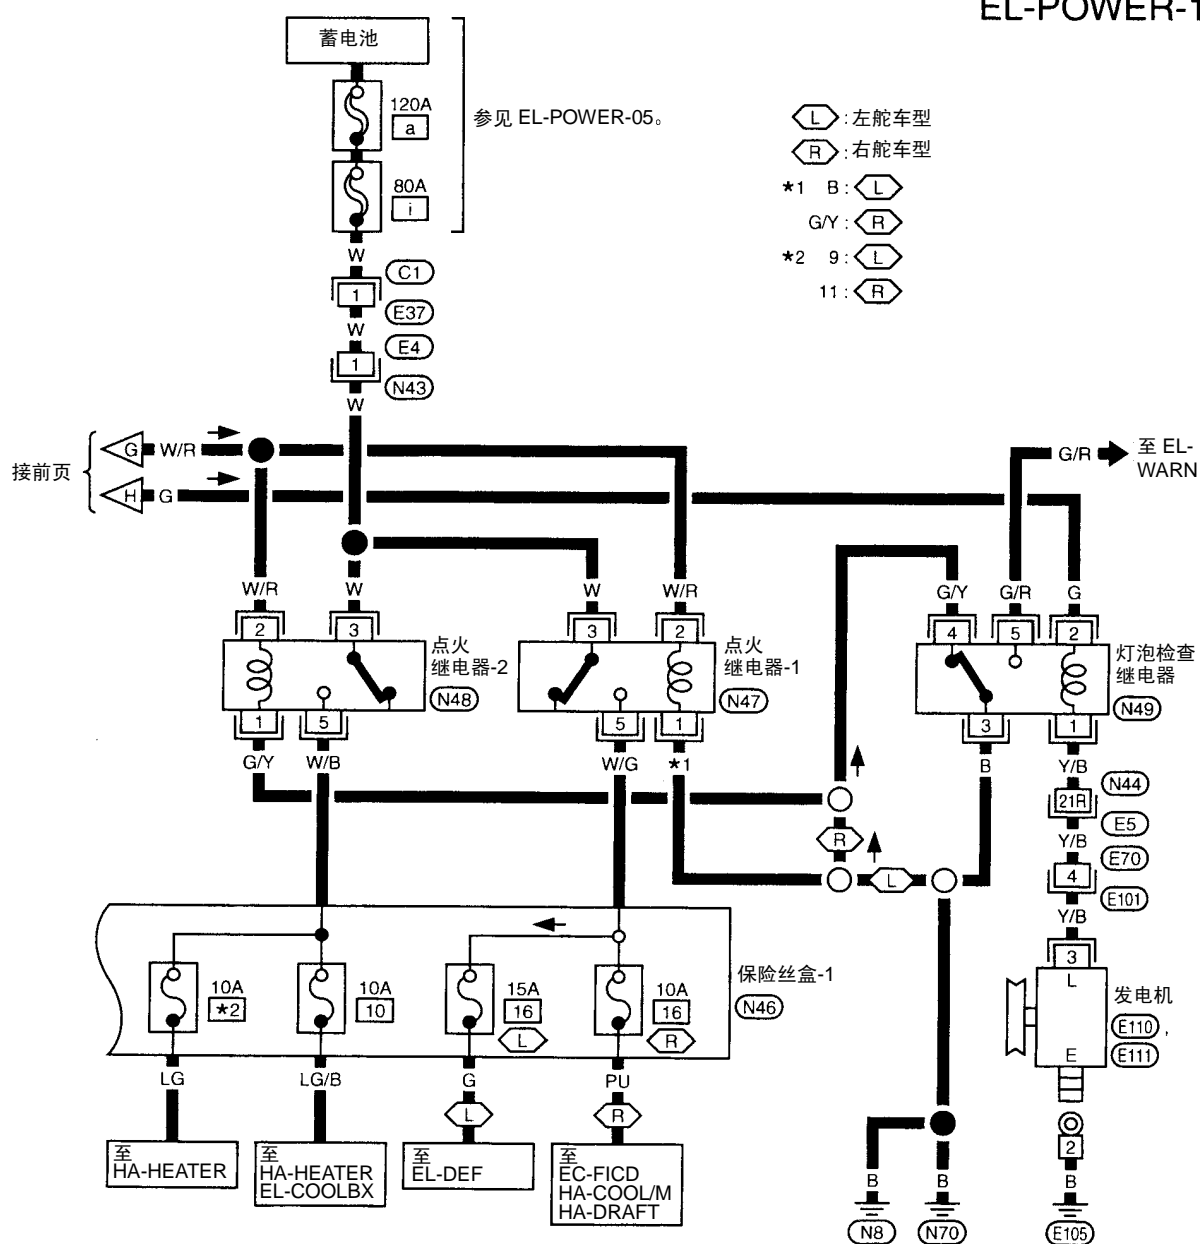 EL-POWER-1
蓄电池
120A
a
参见 EL-POWER-05。
80A
i
L : 左舵车型
R : 右舵车型
★1 B : L
G/Y : R
★2 9 : L
11 : R
W
C1
1
E37
W
E4
1
N43
W
接前页
G W/R
H G
G/R
至 EL-
WARN
W/R
W
W
W/R
G/Y
G/R
G
2
3
3
2
4
5
2
点火
继电器-2
N48
点火
继电器-1
N47
灯泡检查
继电器
N49
1
5
5
1
3
1
G/Y
W/B
W/G
★1
B
Y/B
N44
21R
E5
R
Y/B
E70
L
4
E101
Y/B
3
保险丝盒-1
N46
10A
★2
10A
10
15A
16
L
10A
16
R
L
发电机
E110 ,
E
E111
LG
LG/B
G
PU
L
R
2
至
HA-HEATER
至
HA-HEATER
EL-COOLBX
至
EL-DEF
至
EC-FICD
HA-COOL/M
HA-DRAFT
B
B
B
N8
N70
E105